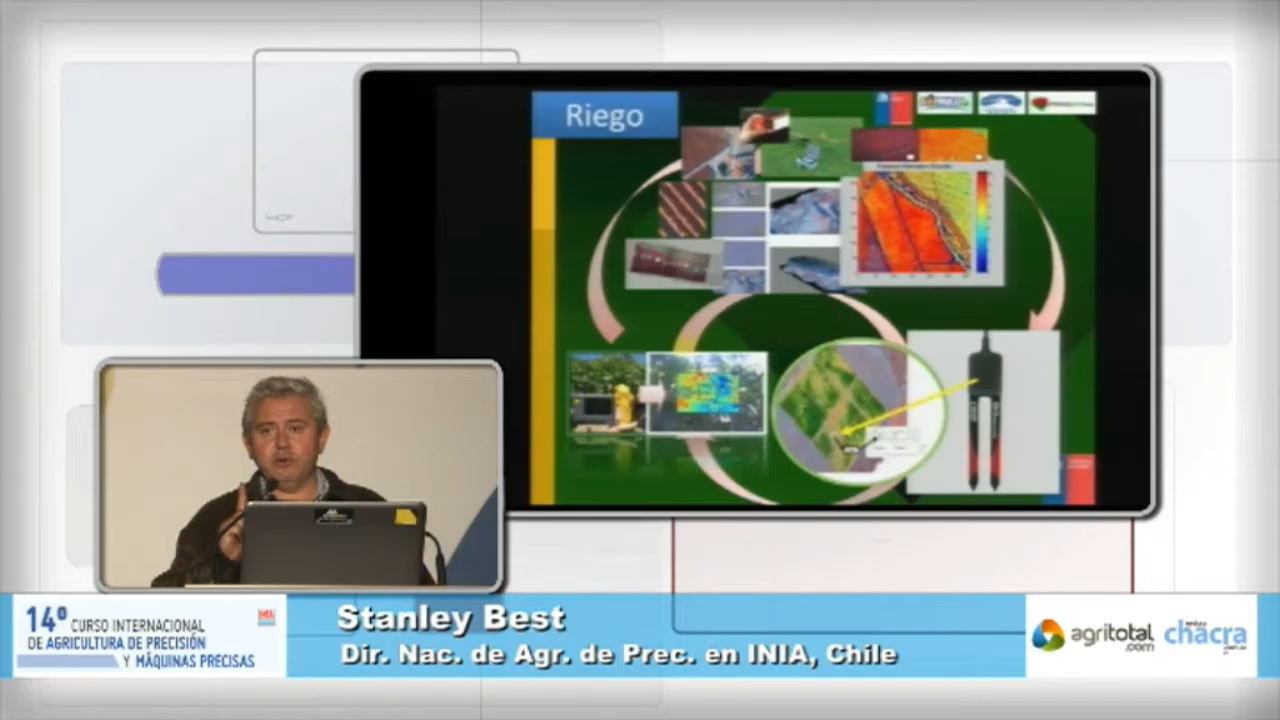 Riego
14º CURSO INTERNACIONAL
DE AGRICULTURA DE PRECISIÓN
Y MÁQUINAS PRECISAS
Stanley Best
Dir. Nac. de Agr. de Prec. en INIA, Chile
agritotal
.com
chacra